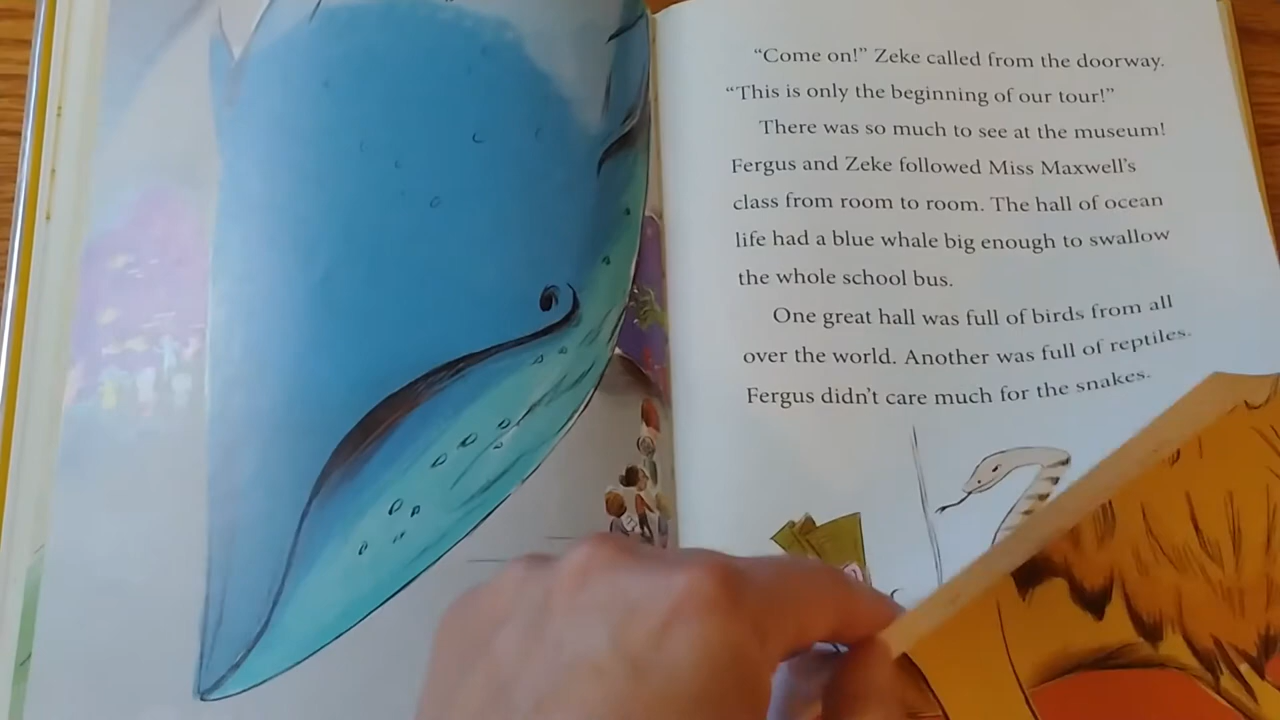 “Come on!” Zeke called from the doorway.
“This is only the beginning of our tour!”
There was so much to see at the museum!
Fergus and Zeke followed Miss Maxwell’s
class from room to room. The hall of ocean
life had a blue whale big enough to swallow
the whole school bus.
One great hall was full of birds from all
over the world. Another was full of reptiles.
Fergus didn’t care much for the snakes.